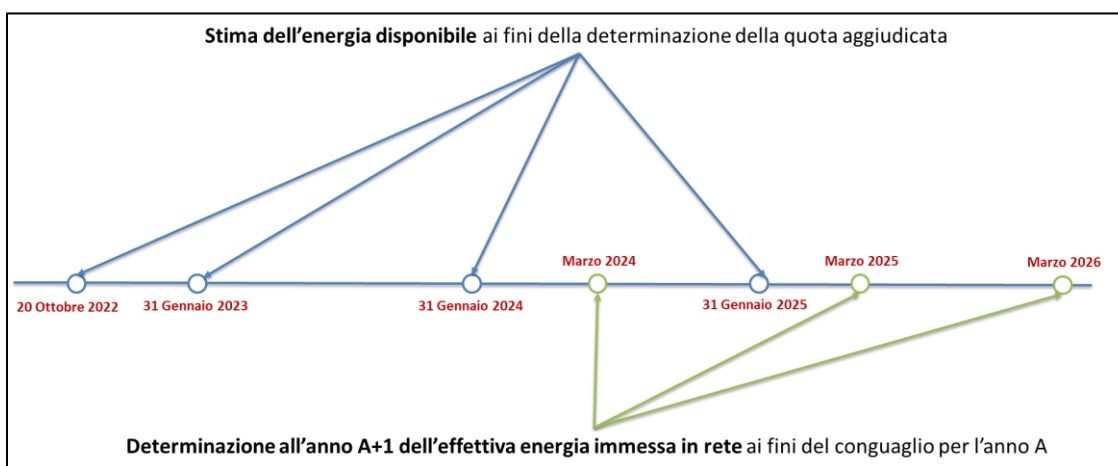 Stima dell'energia disponibile ai fini della determinazione della quota aggiudicata
Marzo 2024
Marzo 2025
Marzo 2026
20 Ottobre 2022
31 Gennaio 2023
31 Gennaio 2024
31 Gennaio 2025
Determinazione all'anno A+1 dell'effettiva energia immessa in rete ai fini del conguaglio per l'anno A